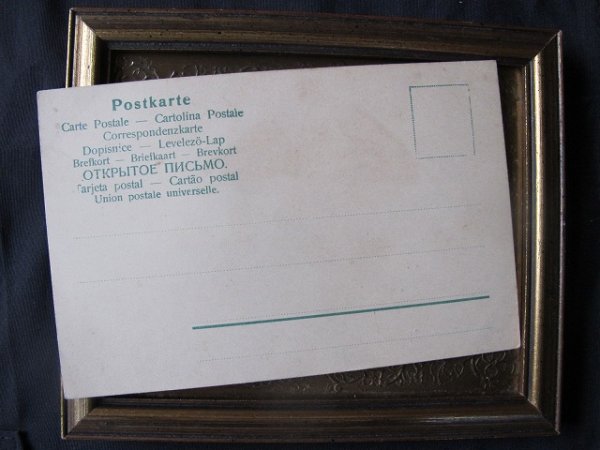 Postkarte
Carte Postale — Cartolina Postale
Correspondenzkarte
Dopisnice — Levelező-Lap
Brefkort — Briefkaart — Brevkort
ОТКРЫТОЕ ПИСЬМО.
Tarjeta postal — Cartão postal
Union postale universelle.